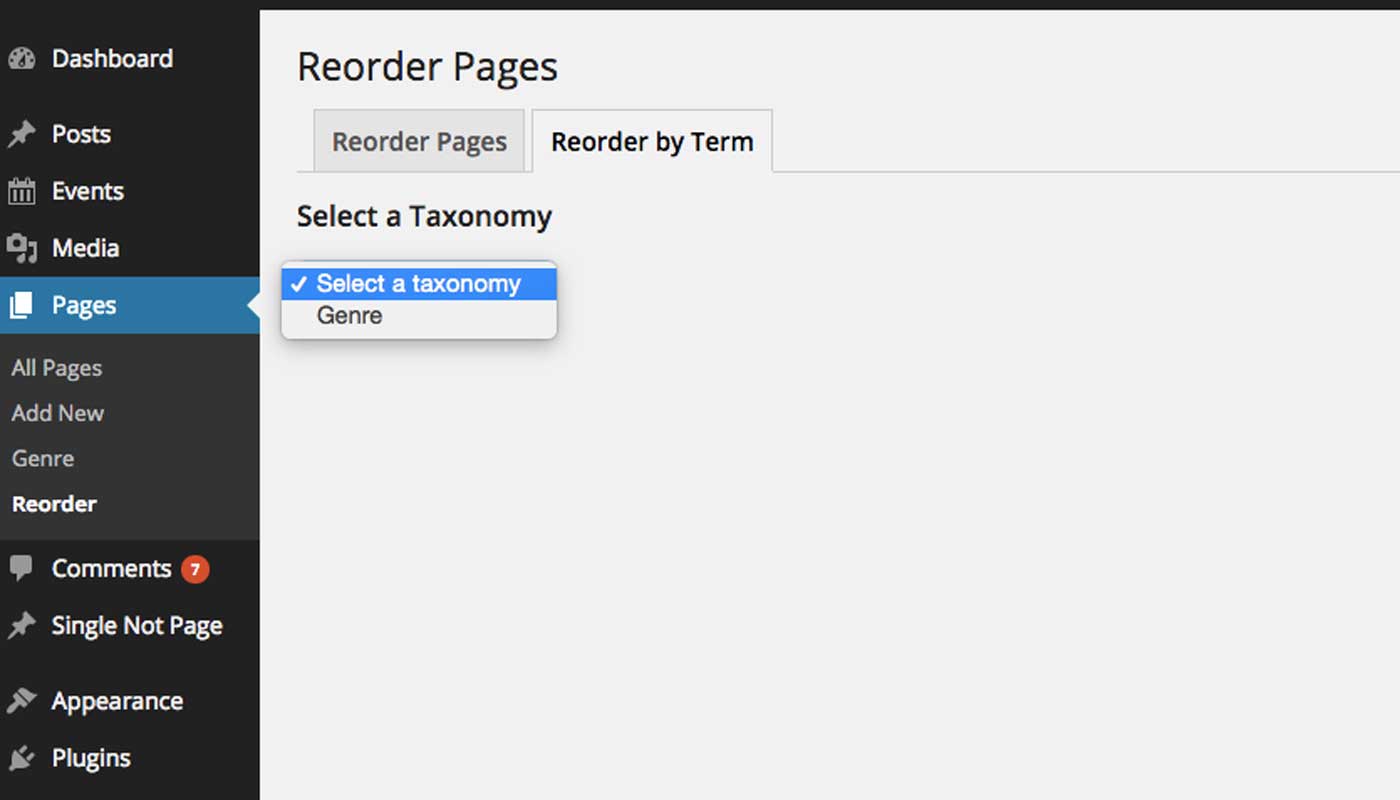 Dashboard
Posts
Events
Media
Pages
All Pages
Add New
Genre
Reorder
Comments 7
Single Not Page
Appearance
Plugins
Reorder Pages
Reorder Pages Reorder by Term
Select a Taxonomy
✓ Select a taxonomy
Genre